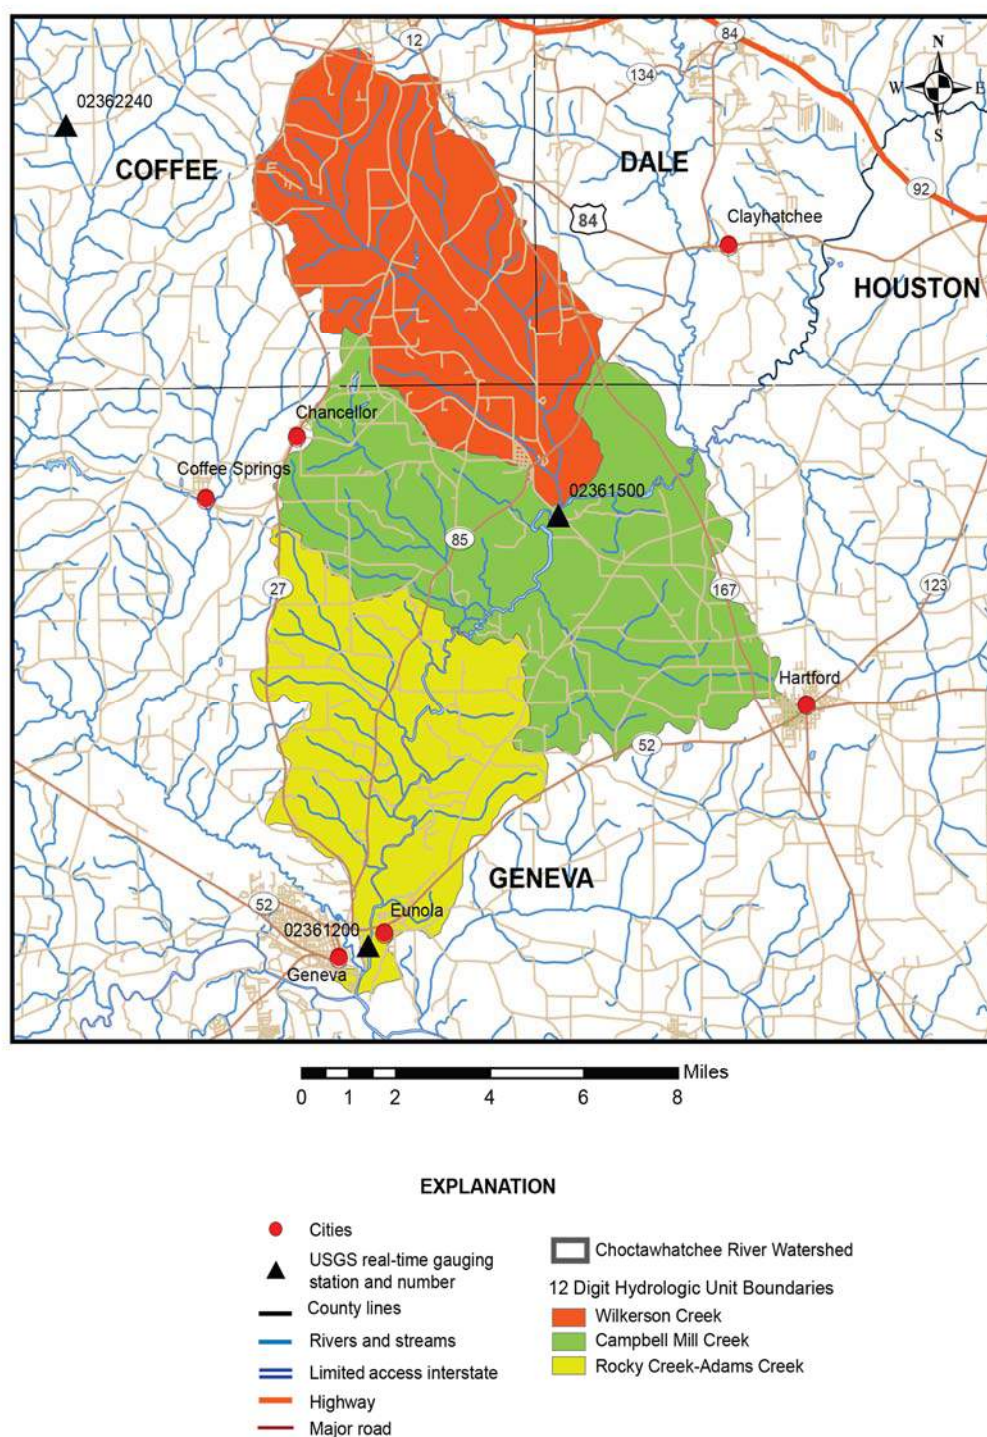 12
84
134
N
W
E
S
02362240
COFFEE
DALE
92
84
Clayhatchee
HOUSTON
Chancellor
Coffee Springs
02361500
85
27
167
123
Hartford
52
GENEVA
52
Eunola
02361200
Geneva
Miles
0 1 2 4 6 8
EXPLANATION
Cities
USGS real-time gauging
station and number
County lines
Rivers and streams
Limited access interstate
Highway
Major road
Choctawhatchee River Watershed
12 Digit Hydrologic Unit Boundaries
Wilkerson Creek
Campbell Mill Creek
Rocky Creek-Adams Creek